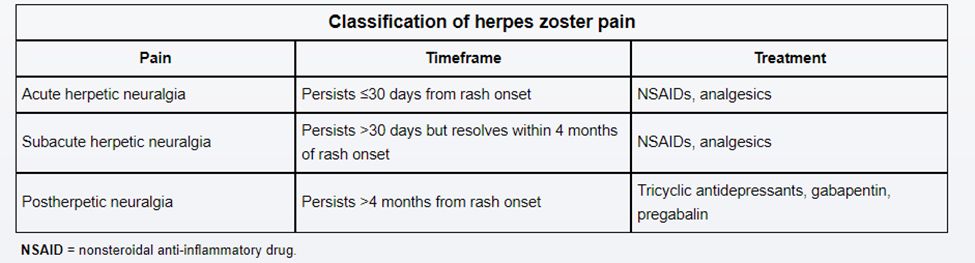 Classification of herpes zoster pain
Pain Timeframe Treatment
Acute herpetic neuralgia Persists ≤30 days from rash onset NSAIDs, analgesics
Subacute herpetic neuralgia Persists >30 days but resolves within 4 months
of rash onset NSAIDs, analgesics
Postherpetic neuralgia Persists >4 months from rash onset Tricyclic antidepressants, gabapentin,
pregabalin
NSAID = nonsteroidal anti-inflammatory drug.